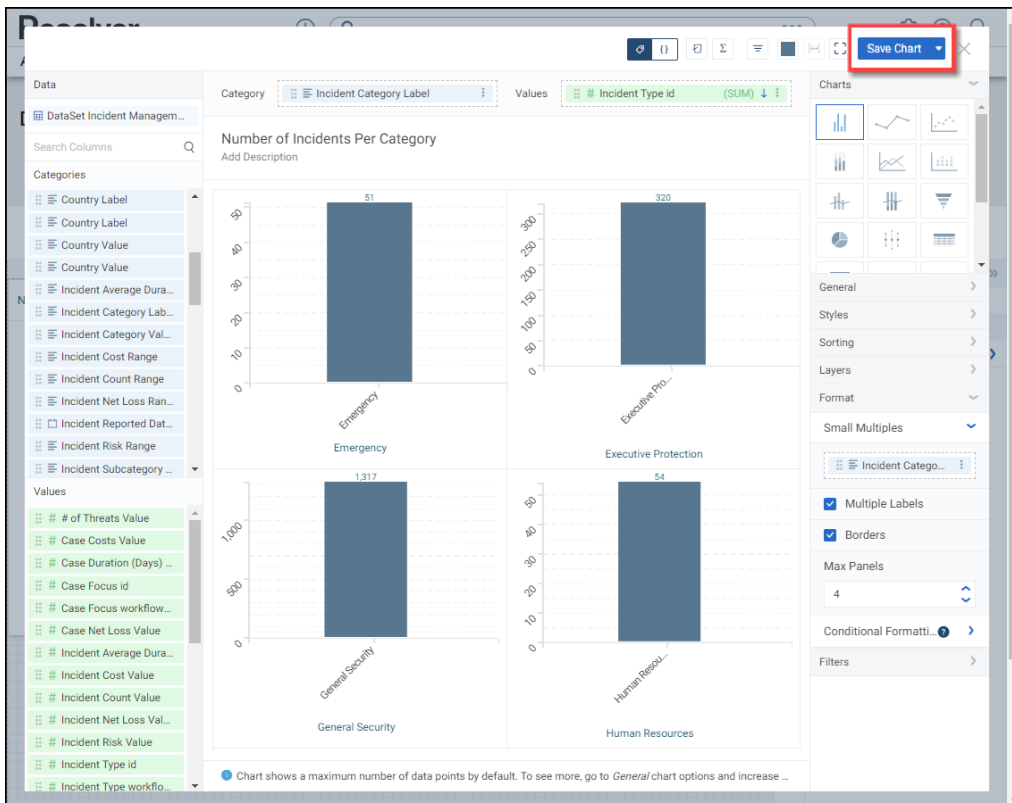 Save Chart
Data
Category
Incident Category Label
Values
# Incident Type id
(SUM)
Charts
DataSet Incident Managem...
Search Columns
Categories
Number of Incidents Per Category
Add Description
Country Label
Country Label
Country Value
Country Value
Incident Average Dura...
Incident Category Lab...
Incident Category Val...
Incident Cost Range
Incident Count Range
Incident Net Loss Ran...
Incident Reported Dat...
Incident Risk Range
Incident Subcategory ...
Values
# # of Threats Value
# Case Costs Value
# Case Duration (Days) ...
# Case Focus id
# Case Focus workflow...
# Case Net Loss Value
# Incident Average Dura...
# Incident Cost Value
# Incident Count Value
# Incident Net Loss Val...
# Incident Risk Value
# Incident Type id
# Incident Type workflo...
51
50
40
30
20
10
0
Emergency
Emergency
320
300
250
200
150
100
50
0
Executive Pro...
Executive Protection
1,317
1,000
500
0
General Security
General Security
54
50
40
30
20
10
0
Human Resou...
Human Resources
Chart shows a maximum number of data points by default. To see more, go to General chart options and increase ...
General
Styles
Sorting
Layers
Format
Small Multiples
Incident Catego...
Multiple Labels
Borders
Max Panels
4
Conditional Formatti...
Filters